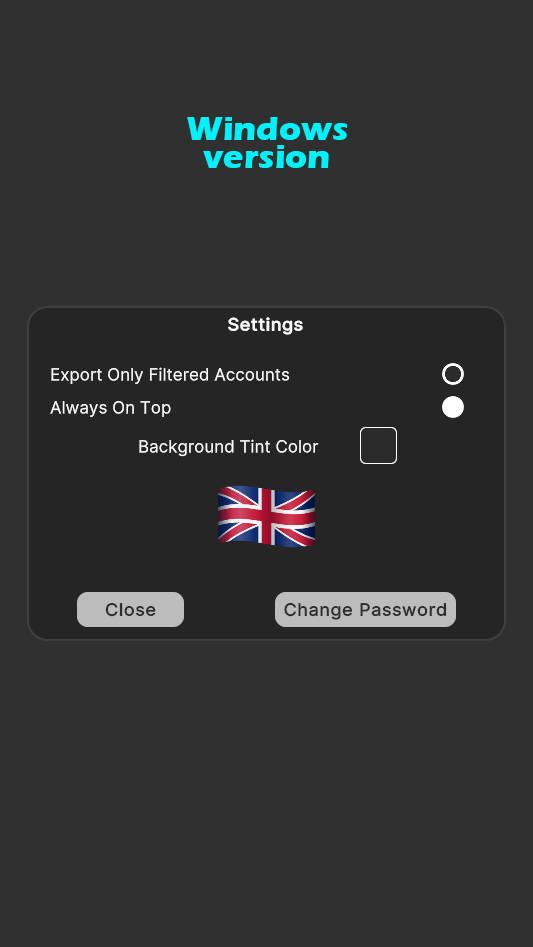 Windows
version
Settings
Export Only Filtered Accounts
Always On Top
Background Tint Color
Close
Change Password